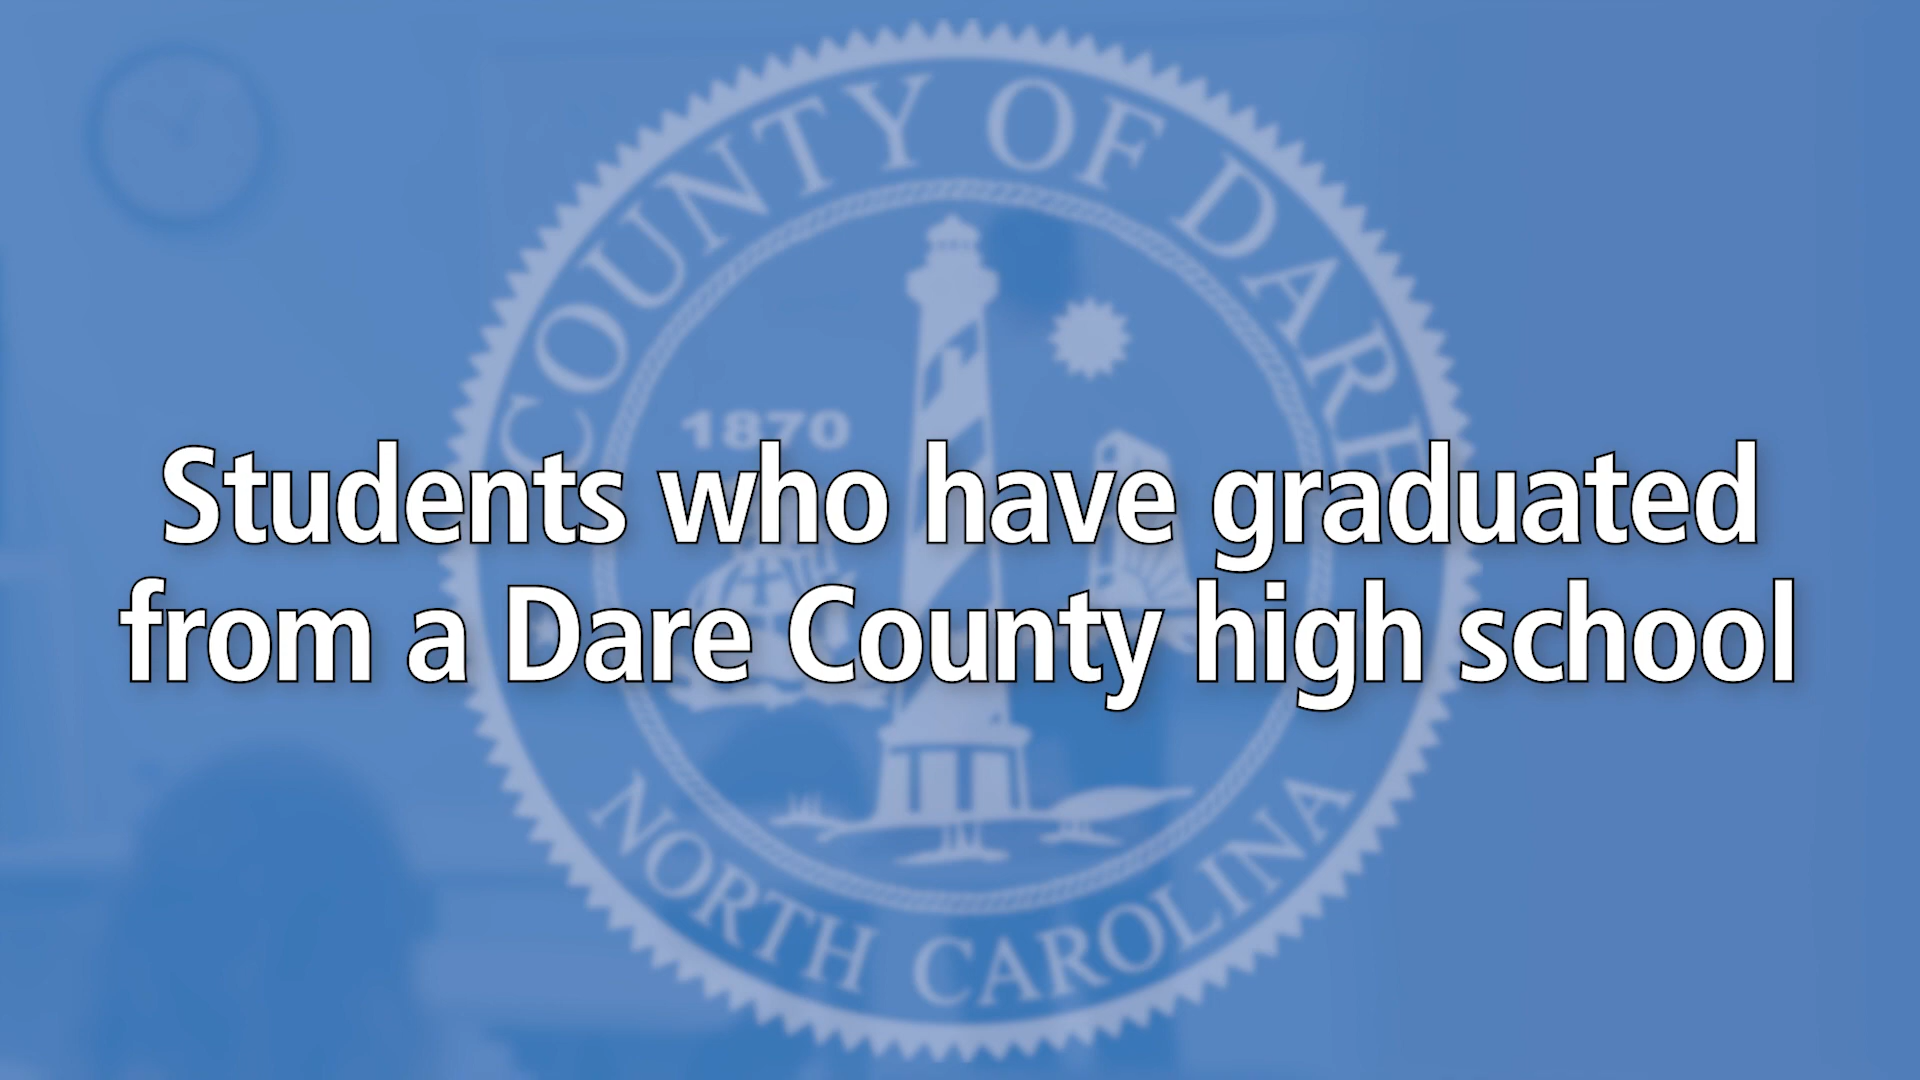 COUNTY OF DARE
1870
Students who have graduated
from a Dare County high school
NORTH CAROLINA